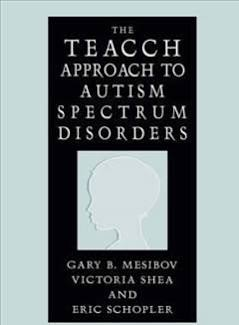 THE
TEACCH
APPROACH TO
AUTISM
SPECTRUM
DISORDERS
GARY B. MESIBOV
VICTORIA SHEA
AND
ERIC SCHOPLER